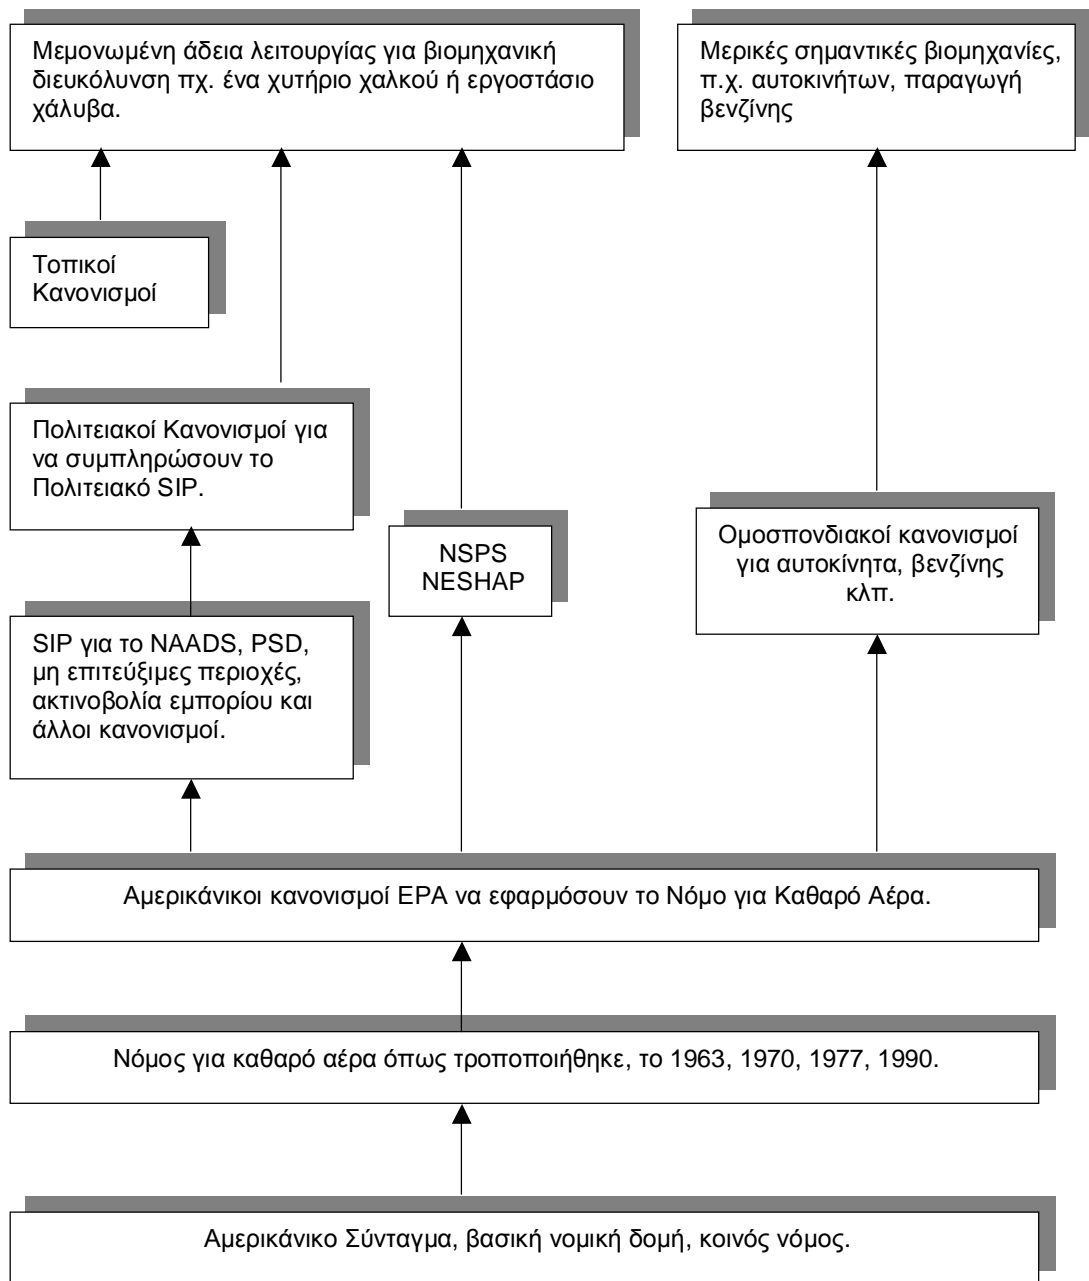 Μεμονωμένη άδεια λειτουργίας για βιομηχανική
διευκόλυνση πχ. ένα χυτήριο χαλκού ή εργοστάσιο
χάλυβα.
Μερικές σημαντικές βιομηχανίες,
π.χ. αυτοκινήτων, παραγωγή
βενζίνης
Τοπικοί
Κανονισμοί
Πολιτειακοί Κανονισμοί για
να συμπληρώσουν το
Πολιτειακό SIP.
NSPS
NESHAP
Ομοσπονδιακοί κανονισμοί
για αυτοκίνητα, βενζίνης
κλπ.
SIP για το NAADS, PSD,
μη επιτεύξιμες περιοχές,
ακτινοβολία εμπορίου και
άλλοι κανονισμοί.
Αμερικάνικοι κανονισμοί EPA να εφαρμόσουν το Νόμο για Καθαρό Αέρα.
Νόμος για καθαρό αέρα όπως τροποποιήθηκε, το 1963, 1970, 1977, 1990.
Αμερικάνικο Σύνταγμα, βασική νομική δομή, κοινός νόμος.